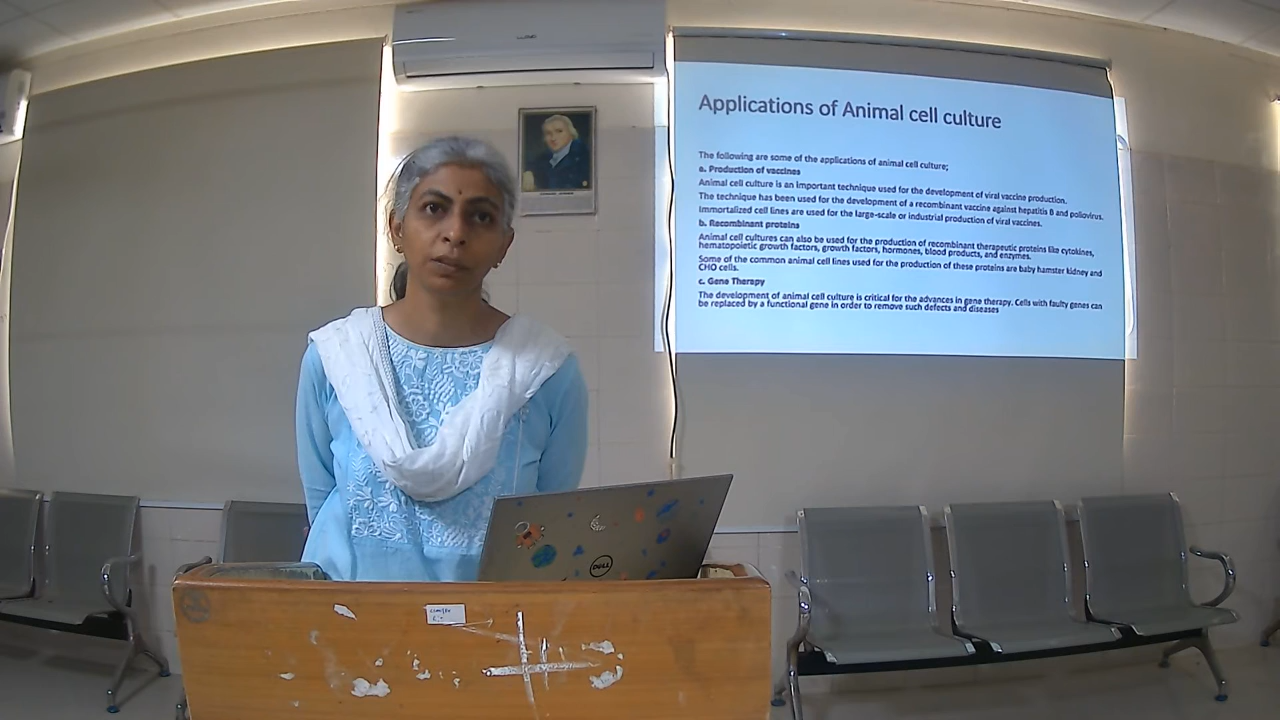 Applications of Animal cell culture
The following are some of the applications of animal cell culture;
a. Production of vaccines
Animal cell culture is an important technique used for the development of viral vaccine production.
The technique has been used for the development of a recombinant vaccine against hepatitis B and poliovirus.
Immortalized cell lines are used for the large-scale or industrial production of viral vaccines.
b. Recombinant proteins
Animal cell cultures can also be used for the production of recombinant therapeutic proteins like cytokines,
hematopoietic growth factors, growth factors, hormones, blood products, and enzymes.
Some of the common animal cell lines used for the production of these proteins are baby hamster kidney and
CHO cells.
c. Gene Therapy
The development of animal cell culture is critical for the advances in gene therapy. Cells with faulty genes can
be replaced by a functional gene in order to remove such defects and diseases
DELL